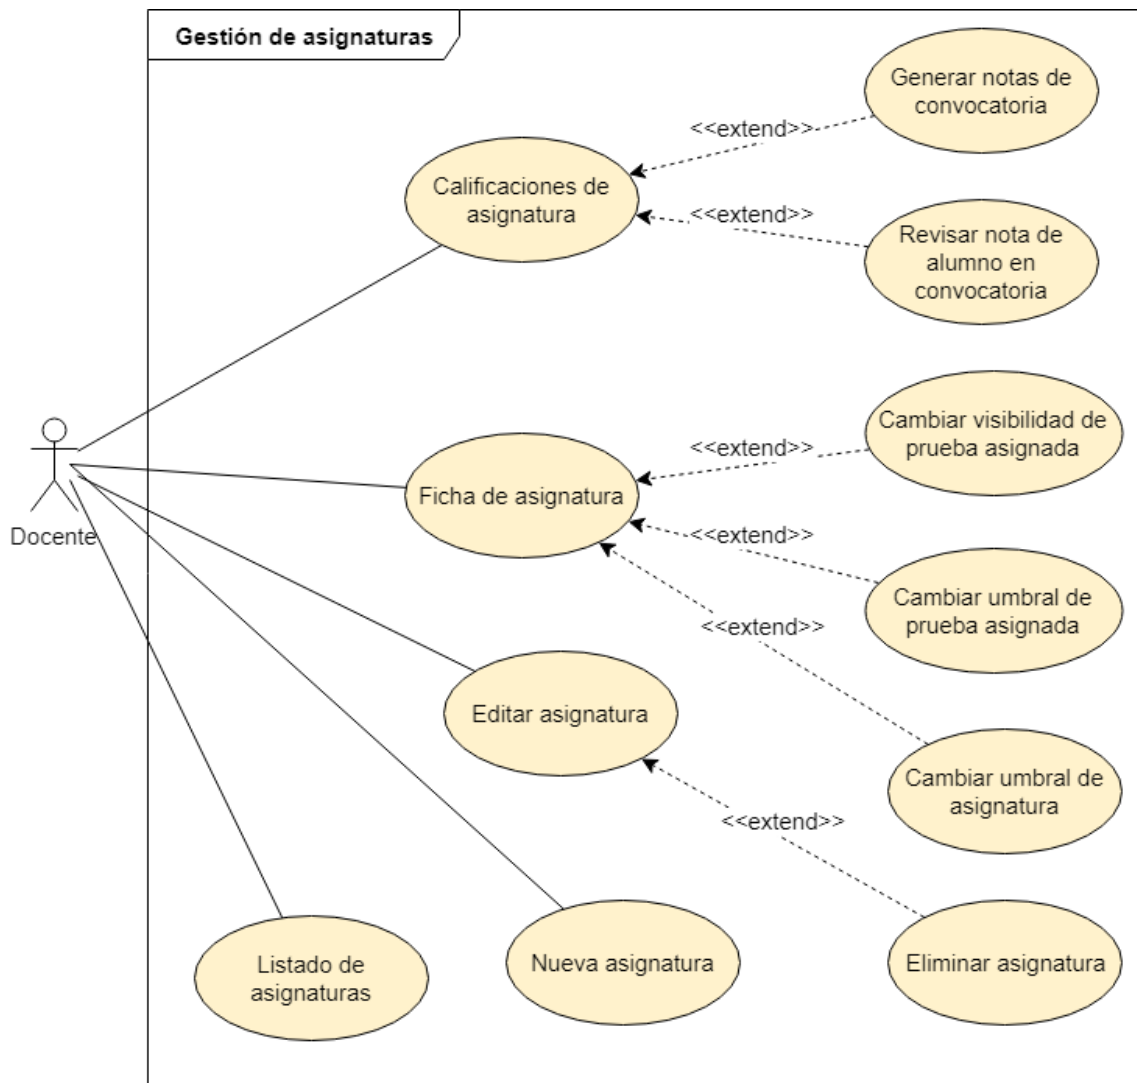 Gestión de asignaturas
Generar notas de
convocatoria
<<extend>>
Calificaciones de
asignatura
<<extend>>
Revisar nota de
alumno en
convocatoria
Cambiar visibilidad de
prueba asignada
<<extend>>
Ficha de asignatura
Docente
<<extend>>
Cambiar umbral de
prueba asignada
<<extend>>
Editar asignatura
Cambiar umbral de
asignatura
<<extend>>
Listado de
asignaturas
Nueva asignatura
Eliminar asignatura